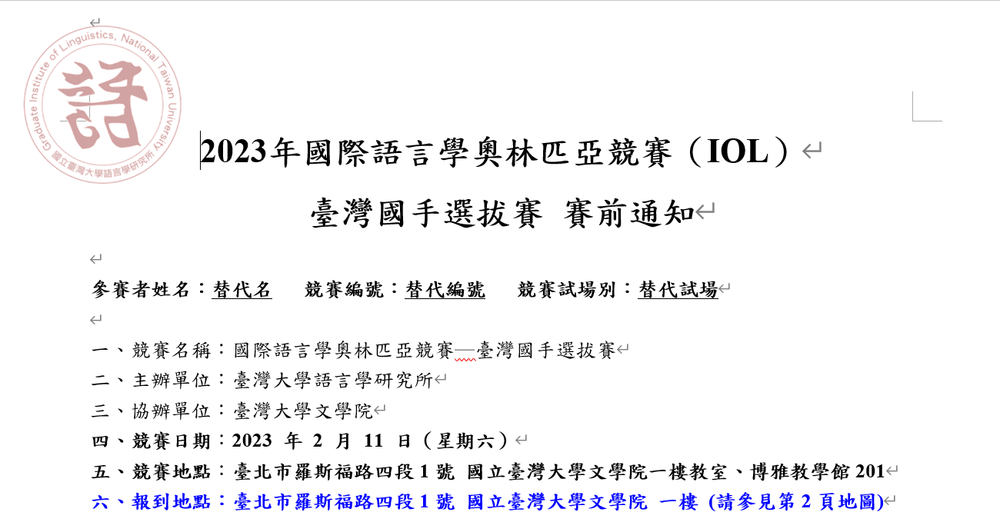 Graduate Institute of Linguistics, National Taiwan University
語
國立臺灣大學語言學研究所
2023年國際語言學奧林匹亞競賽（IOL）
臺灣國手選拔賽 賽前通知
參賽者姓名：替代名 競賽編號：替代編號 競賽試場別：替代試場
一、競賽名稱：國際語言學奧林匹亞競賽—臺灣國手選拔賽
二、主辦單位：臺灣大學語言學研究所
三、協辦單位：臺灣大學文學院
四、競賽日期：2023 年 2 月 11 日（星期六）
五、競賽地點：臺北市羅斯福路四段1號 國立臺灣大學文學院一樓教室、博雅教學館201
六、報到地點：臺北市羅斯福路四段1號 國立臺灣大學文學院 一樓 (請參見第2頁地圖)